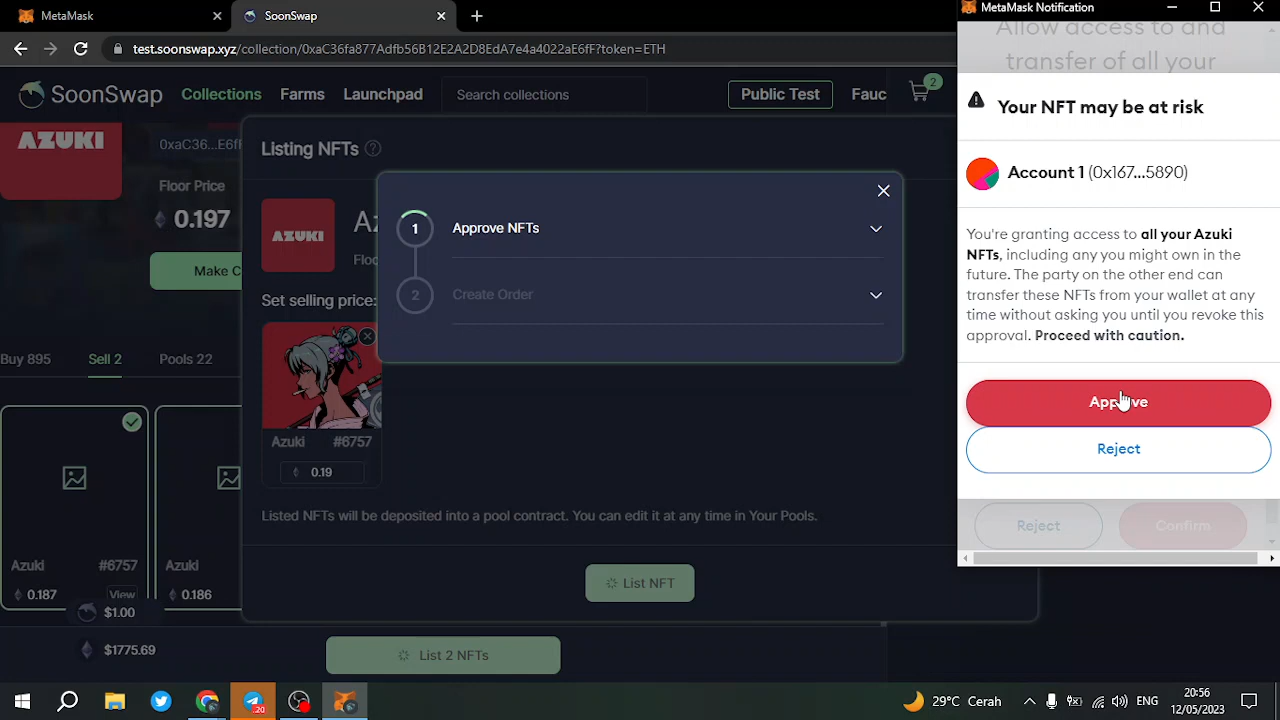 MetaMask
Soonswap
MetaMask Notification
test.soonswap.xyz/collection/0xaC36fa877Adfb56B12E2A2D8EdA7e4a4022aE6fF?token=ETH
SoonSwap
Collections
Farms
Launchpad
Search collections
Public Test
Fauc
2
AZUKI
0xaC36...E6fF
Floor Price
0.197
Make C
Buy 895
Sell 2
Pools 22
Azuki
#6757
0.187
View
Azuki
0.186
$1.00
$1775.69
List 2 NFTs
Listing NFTs
AZUKI
Az
Floo
Set selling price:
Azuki
#6757
0.19
1
Approve NFTs
2
Create Order
Listed NFTs will be deposited into a pool contract. You can edit it at any time in Your Pools.
List NFT
Allow access to and
transfer of all your
Your NFT may be at risk
Account 1 (0x167...5890)
You're granting access to all your Azuki
NFTs, including any you might own in the
future. The party on the other end can
transfer these NFTs from your wallet at any
time without asking you until you revoke this
approval. Proceed with caution.
Approve
Reject
Reject
Confirm
20
29°C Cerah
ENG
20:56
12/05/2023